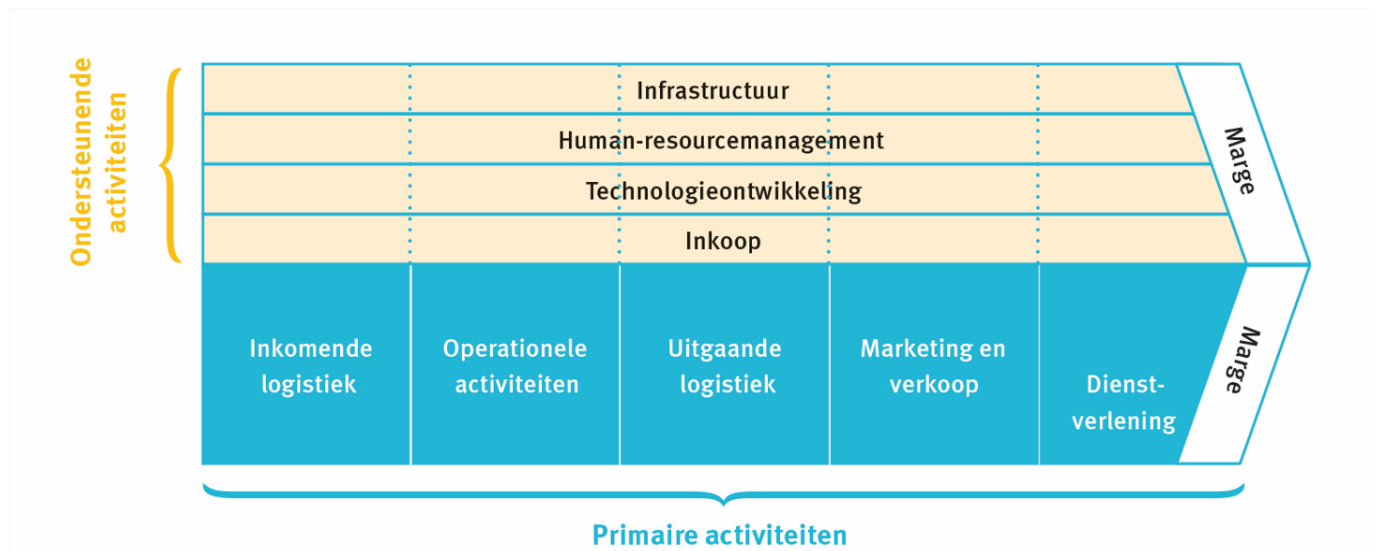 Ondersteunende
activiteiten
Infrastructuur
Human-resourcemanagement
Technologieontwikkeling
Inkoop
Marge
Inkomende
logistiek
Operationele
activiteiten
Uitgaande
logistiek
Marketing en
verkoop
Dienst-
verlening
Marge
Primaire activiteiten